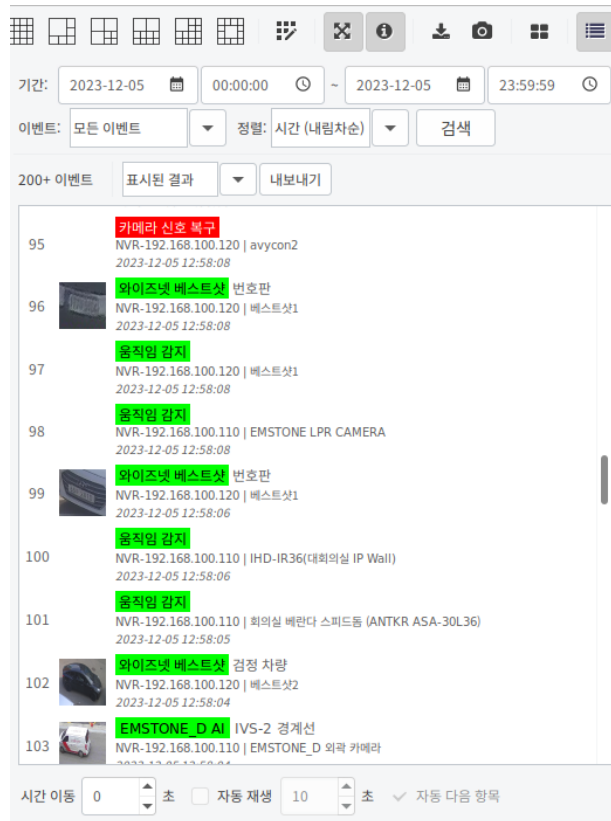 기간: 2023-12-05 00:00:00 ~ 2023-12-05 23:59:59
이벤트: 모든 이벤트 정렬: 시간 (내림차순) 검색
200+ 이벤트 표시된 결과 내보내기
카메라 신호 복구
95 NVR-192.168.100.120 | avycon2
2023-12-05 12:58:08
와이즈넷 베스트샷 번호판
96 NVR-192.168.100.120 | 베스트샷1
2023-12-05 12:58:08
움직임 감지
97 NVR-192.168.100.120 | 베스트샷1
2023-12-05 12:58:08
움직임 감지
98 NVR-192.168.100.110 | EMSTONE LPR CAMERA
2023-12-05 12:58:08
와이즈넷 베스트샷 번호판
99 NVR-192.168.100.120 | 베스트샷1
2023-12-05 12:58:06
움직임 감지
100 NVR-192.168.100.110 | IHD-IR36(대회의실 IP Wall)
2023-12-05 12:58:06
움직임 감지
101 NVR-192.168.100.110 | 회의실 베란다 스피드돔 (ANTKR ASA-30L36)
2023-12-05 12:58:05
와이즈넷 베스트샷 검정 차량
102 NVR-192.168.100.120 | 베스트샷2
2023-12-05 12:58:04
EMSTONE_D AI IVS-2 경계선
103 NVR-192.168.100.110 | EMSTONE_D 외곽 카메라
시간 이동 0 초 자동 재생 10 초 자동 다음 항목